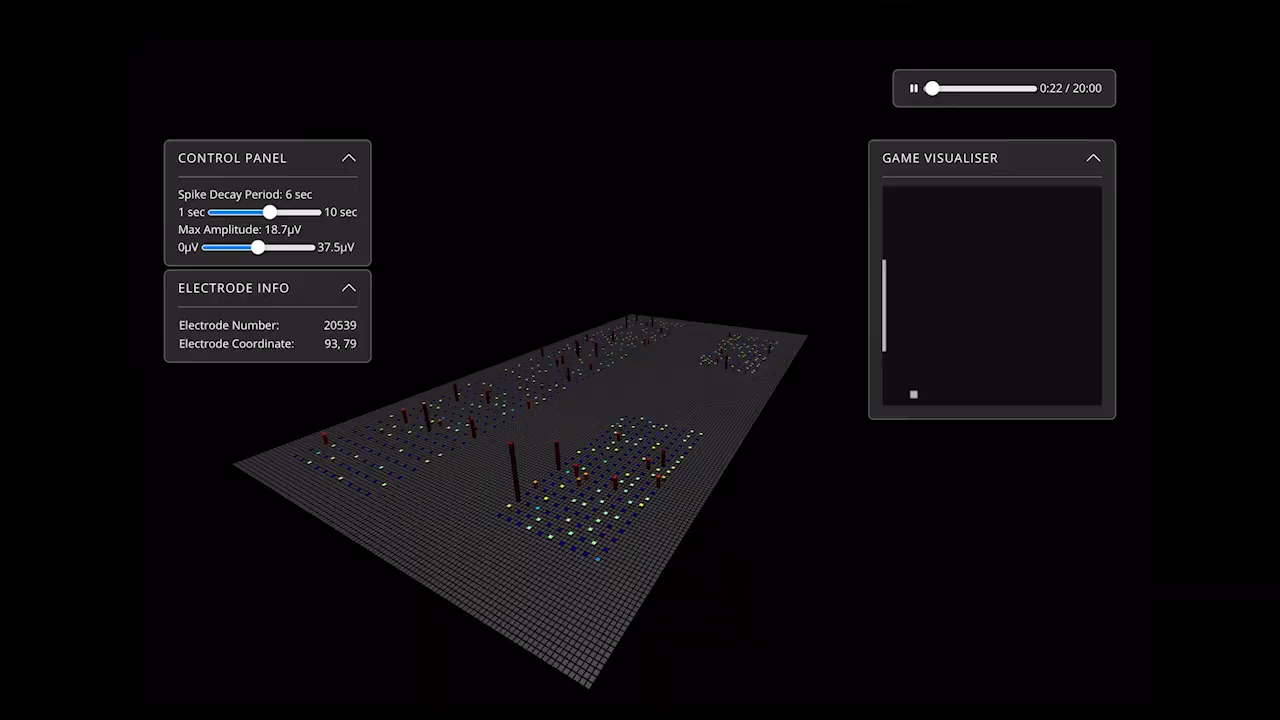 0:22 / 20:00
CONTROL PANEL
Spike Decay Period: 6 sec
1 sec 10 sec
Max Amplitude: 18.7µV
0µV 37.5µV
ELECTRODE INFO
Electrode Number: 20539
Electrode Coordinate: 93, 79
GAME VISUALISER